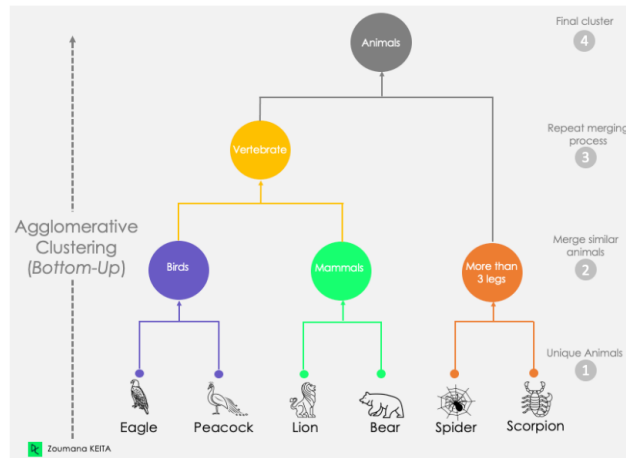 Final cluster
4
Animals
Repeat merging
process
3
Vertebrate
Agglomerative
Clustering
(Bottom-Up)
Merge similar
animals
2
Birds
Mammals
More than
3 legs
Unique Animals
1
Eagle
Peacock
Lion
Bear
Spider
Scorpion
Zoumana KEITA